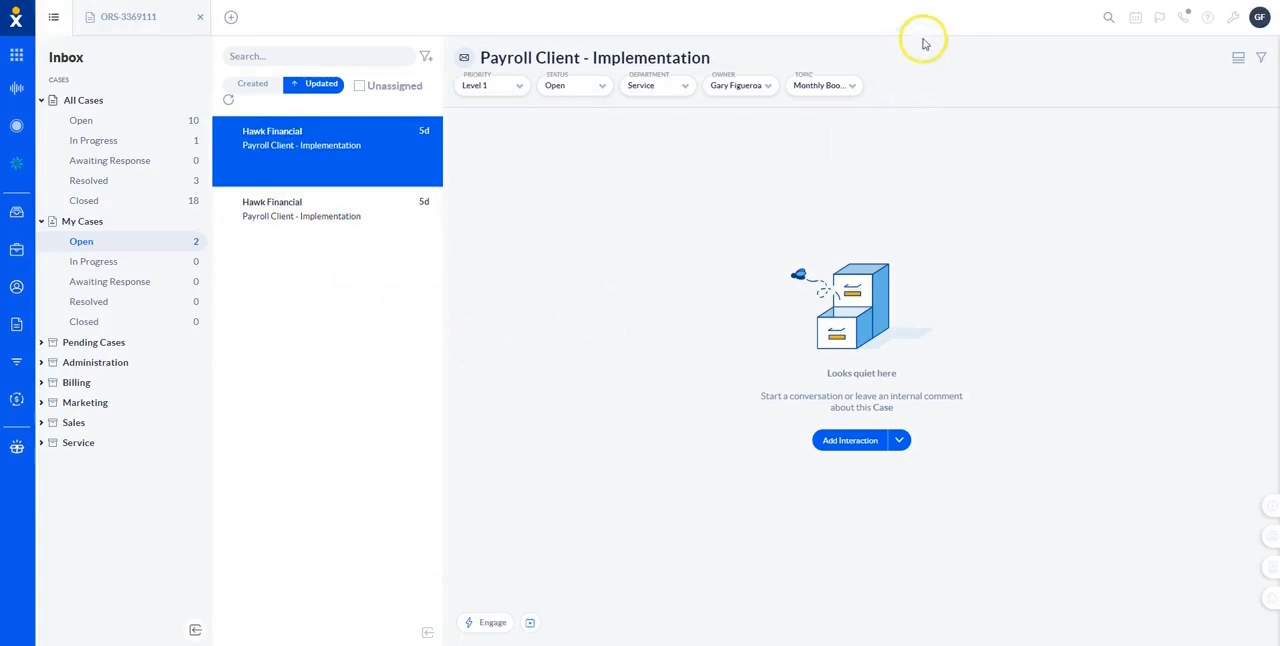 ORS-3369111
GF
Inbox
CASES
All Cases
Open 10
In Progress 1
Awaiting Response 0
Resolved 3
Closed 18
My Cases
Open 2
In Progress 0
Awaiting Response 0
Resolved 0
Closed 0
Pending Cases
Administration
Billing
Marketing
Sales
Service
Search...
Created Updated Unassigned
Hawk Financial 5d
Payroll Client - Implementation
Hawk Financial 5d
Payroll Client - Implementation
Payroll Client - Implementation
PRIORITY STATUS DEPARTMENT OWNER TOPIC
Level 1 Open Service Gary Figueroa Monthly Boo...
Looks quiet here
Start a conversation or leave an internal comment
about this Case
Add Interaction
Engage